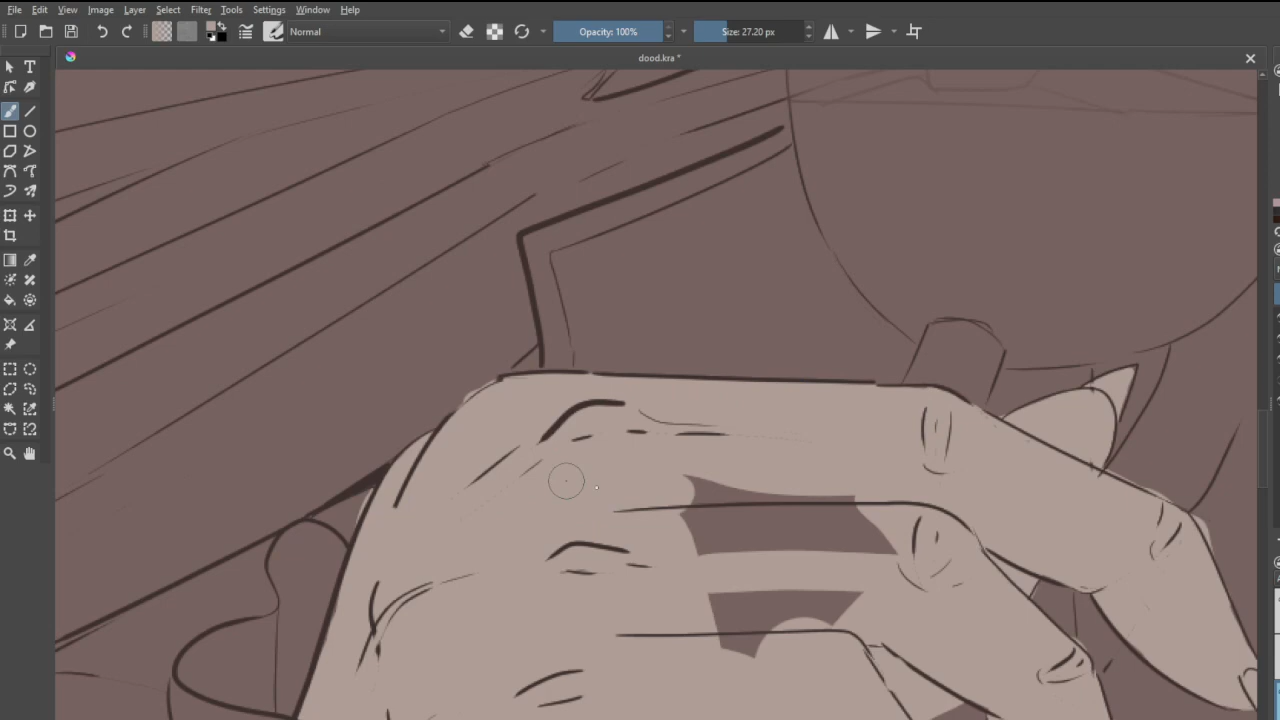 File Edit View Image Layer Select Filter Tools Settings Window Help
Normal Opacity: 100% Size: 27.20 px
dood.kra *